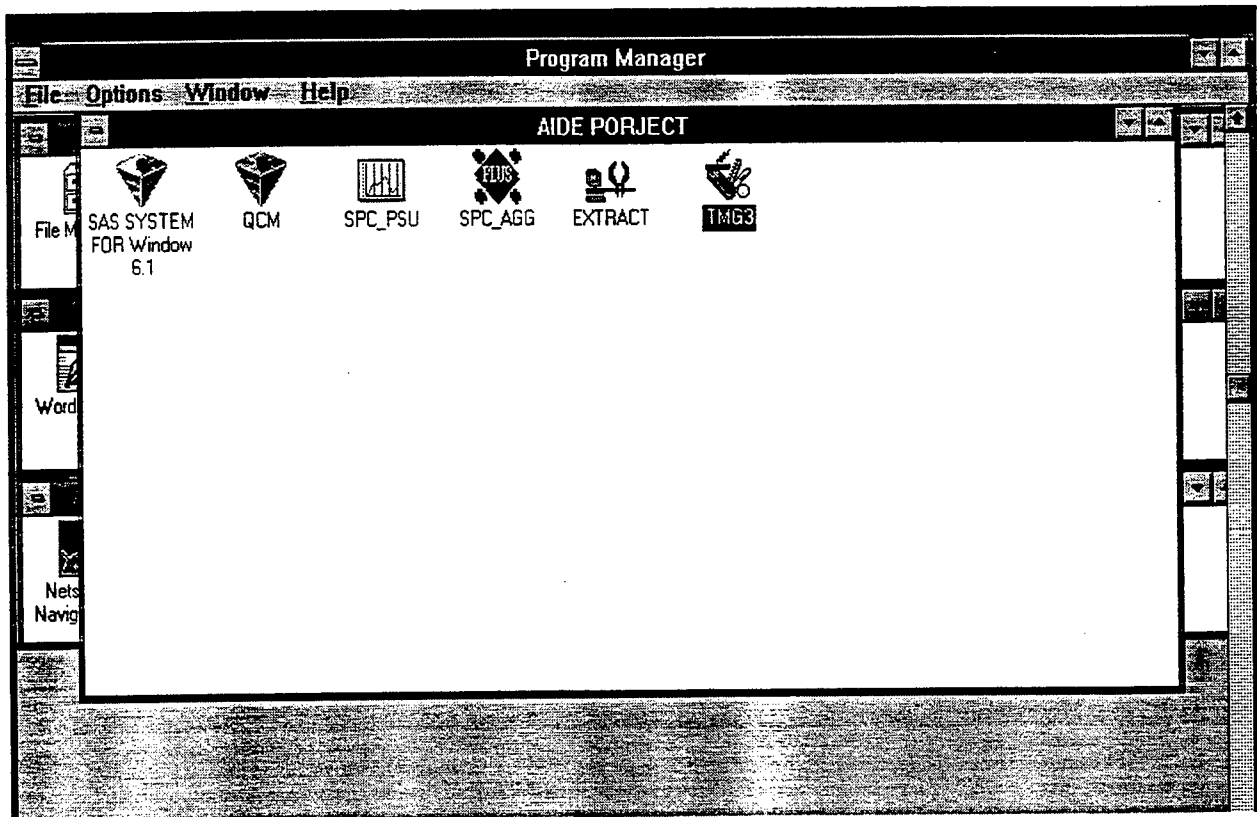 Program Manager
File Options Window Help
AIDE PORJECT
File M
SAS SYSTEM
FOR Window
6.1
QCM
SPC_PSU
PLUS
SPC_AGG
EXTRACT
TMG3
Word
Nets
Navig